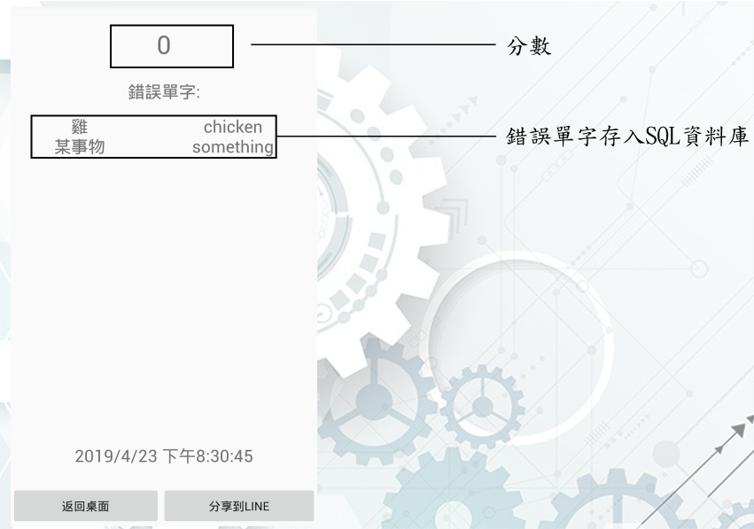 0
分數
錯誤單字:
雞 chicken
某事物 something
錯誤單字存入SQL資料庫
2019/4/23 下午8:30:45
返回桌面 分享到LINE